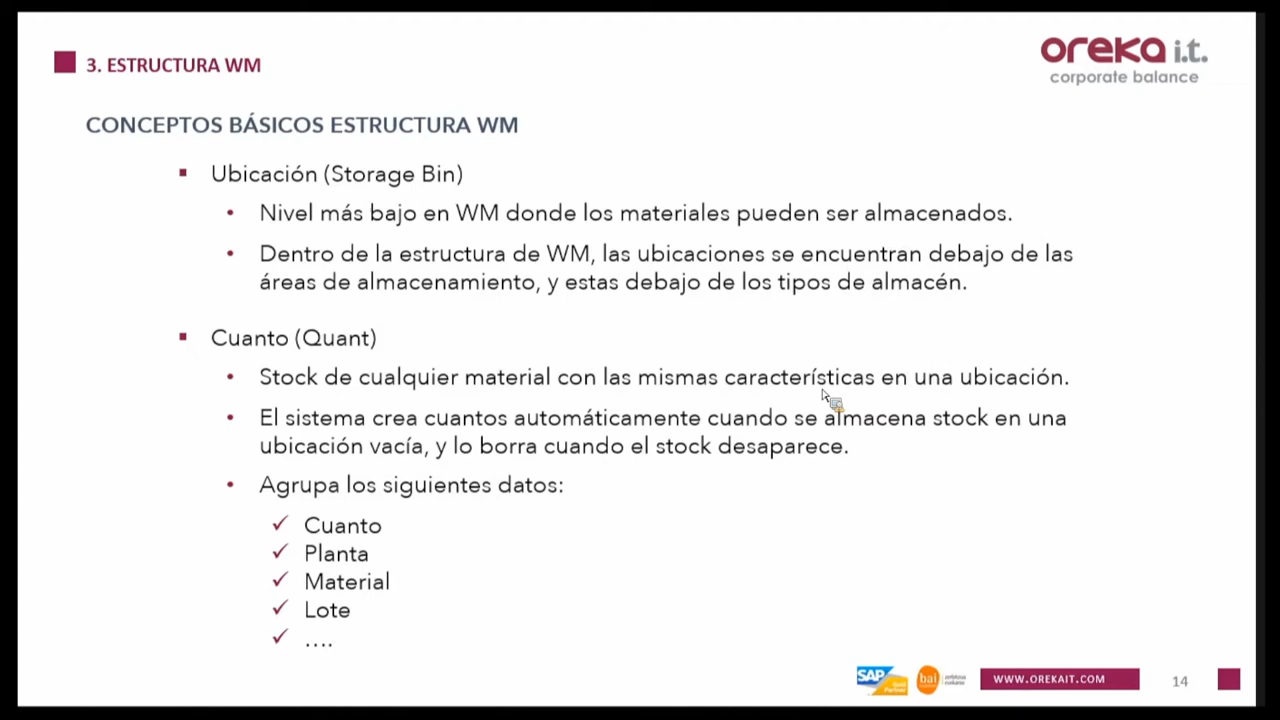 3. ESTRUCTURA WM
oreka i.t.
corporate balance
CONCEPTOS BÁSICOS ESTRUCTURA WM
Ubicación (Storage Bin)
Nivel más bajo en WM donde los materiales pueden ser almacenados.
Dentro de la estructura de WM, las ubicaciones se encuentran debajo de las
áreas de almacenamiento, y estas debajo de los tipos de almacén.
Cuanto (Quant)
Stock de cualquier material con las mismas características en una ubicación.
El sistema crea cuantos automáticamente cuando se almacena stock en una
ubicación vacía, y lo borra cuando el stock desaparece.
Agrupa los siguientes datos:
Cuanto
Planta
Material
Lote
....
SAP
Gold
Partner
bai
WWW.OREKAIT.COM
14